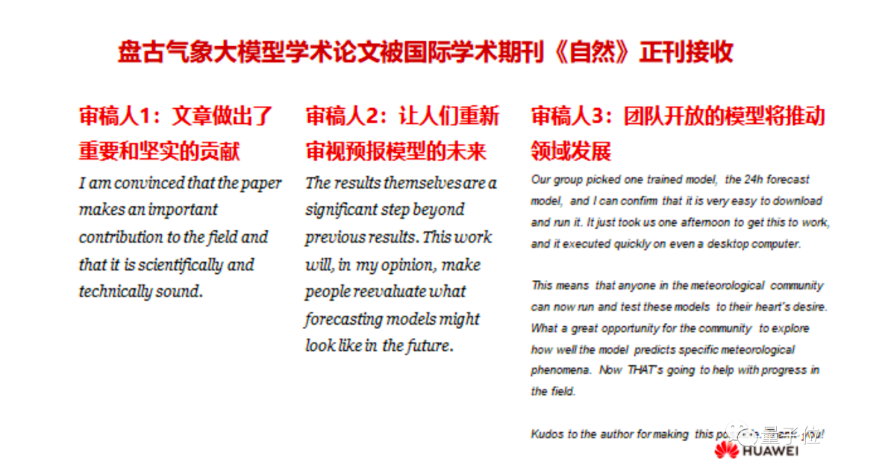 盘古气象大模型学术论文被国际学术期刊《自然》正刊接收
审稿人1：文章做出了
重要和坚实的贡献
I am convinced that the paper
makes an important
contribution to the field and
that it is scientifically and
technically sound.
审稿人2：让人们重新
审视预报模型的未来
The results themselves are a
significant step beyond
previous results. This work
will, in my opinion, make
people reevaluate what
forecasting models might
look like in the future.
审稿人3：团队开放的模型将推动
领域发展
Our group picked one trained model, the 24h forecast
model, and I can confirm that it is very easy to download
and run it. It just took us one afternoon to get this to work,
and it executed quickly on even a desktop computer.
This means that anyone in the meteorological community
can now run and test these models to their heart's desire.
What a great opportunity for the community to explore
how well the model predicts specific meteorological
phenomena. Now THAT's going to help with progress in
the field.
Kudos to the author for making this you!
量子位
HUAWEI